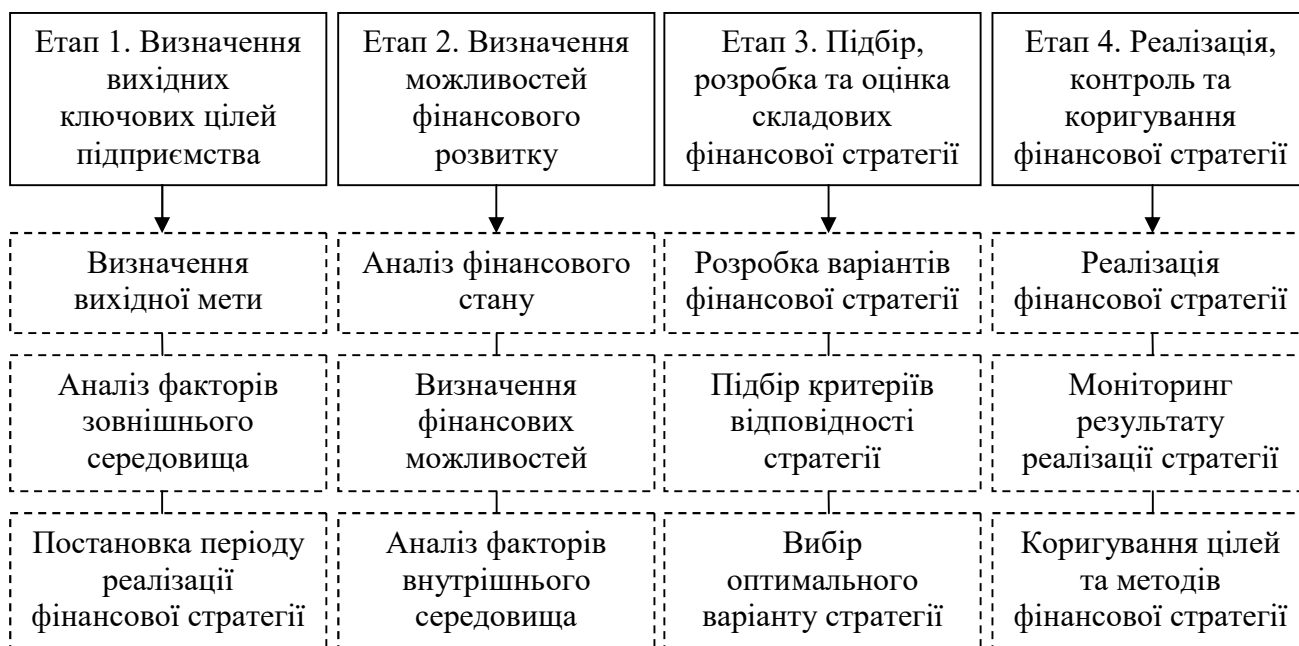 Етап 1. Визначення
вихідних
ключових цілей
підприємства
Етап 2. Визначення
можливостей
фінансового
розвитку
Етап 3. Підбір,
розробка та оцінка
складових
фінансової стратегії
Етап 4. Реалізація,
контроль та
коригування
фінансової стратегії
Визначення
вихідної мети
Аналіз фінансового
стану
Розробка варіантів
фінансової стратегії
Реалізація
фінансової стратегії
Аналіз факторів
зовнішнього
середовища
Визначення
фінансових
можливостей
Підбір критеріїв
відповідності
стратегії
Моніторинг
результату
реалізації стратегії
Постановка періоду
реалізації
фінансової стратегії
Аналіз факторів
внутрішнього
середовища
Вибір
оптимального
варіанту стратегії
Коригування цілей
та методів
фінансової стратегії